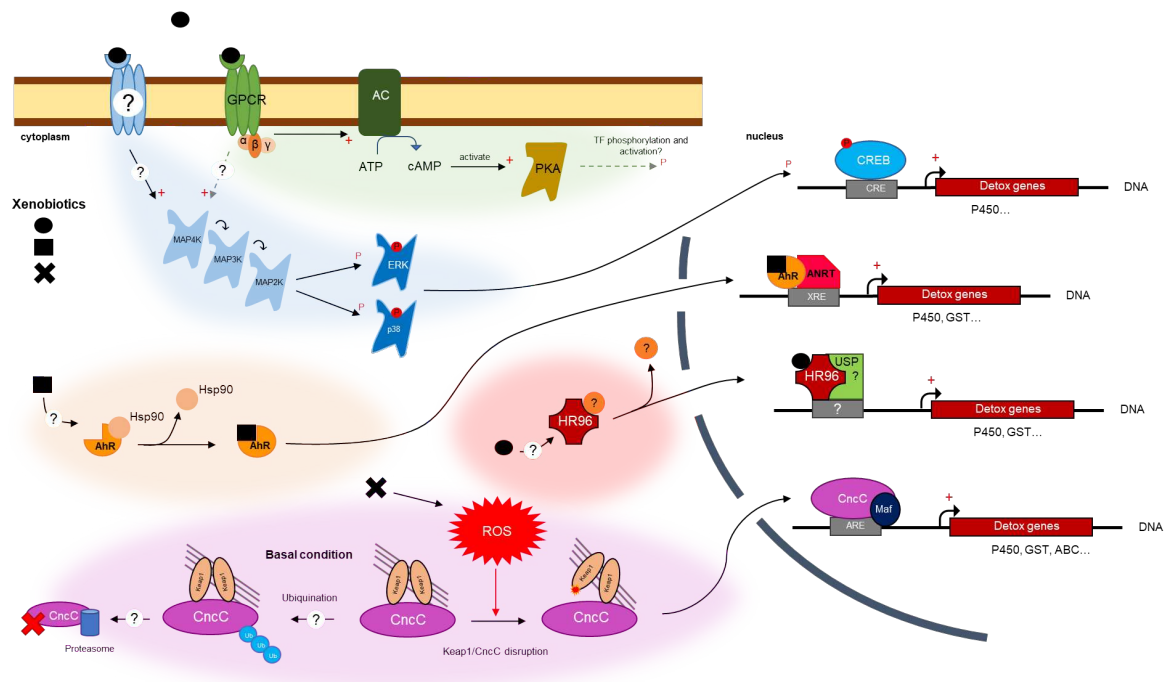 ?
GPCR
AC
cytoplasm
α
β
γ
+
ATP
cAMP
activate
+
PKA
TF phosphorylation and
activation?
P
nucleus
?
?
+
+
Xenobiotics
MAP4K
MAP3K
MAP2K
P
P
ERK
P
P
p38
P
P
CREB
CRE
+
Detox genes
DNA
P450...
AhR
ANRT
XRE
+
Detox genes
DNA
P450, GST...
?
HR96
USP
?
?
+
Detox genes
DNA
P450, GST...
?
Hsp90
AhR
Hsp90
AhR
?
HR96
?
ROS
CncC
Maf
ARE
+
Detox genes
DNA
P450, GST, ABC...
Basal condition
Keap1
Keap1
CncC
Ub
Ub
Ub
Ubiquination
?
?
CncC
Proteasome
Keap1
Keap1
CncC
Keap1/CncC disruption
Keap1
Keap1
CncC